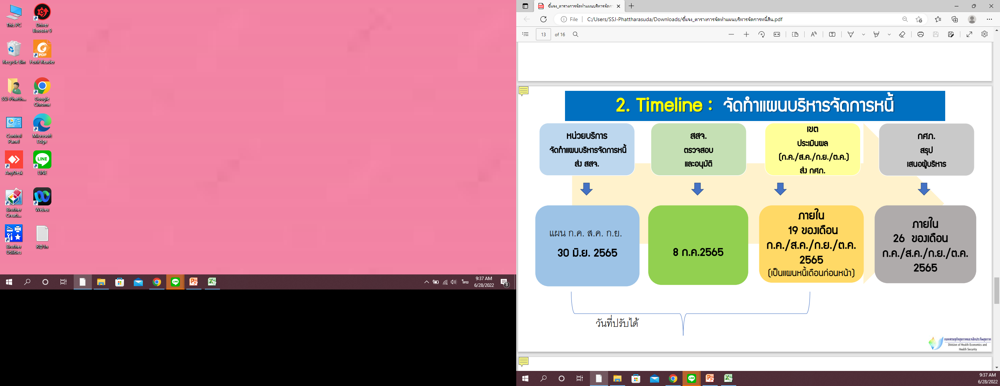 This PC
Driver
Booster 9
Recycle Bin
Foxit Reader
SSJ-Phatth...
Google
Chrome
Control
Panel
Microsoft
Edge
AnyDesk
LINE
Brother
Creati...
Webex
Brother
Utilities
R@1n
ไทย
9:37 AM
6/28/2022
3
ชี้แจง_ตารางการจัดทำแผนบริหารจัดกา
File
C:/Users/SSJ-Phattharasuda/Downloads/ชี้แจง_ตารางการจัดทำแผนบริหารจัดการหนี้สิน.pdf
13 of 16
2. Timeline : จัดทำแผนบริหารจัดการหนี้
หน่วยบริการ
จัดทำแผนบริหารจัดการหนี้
ส่ง สสจ.
สสจ.
ตรวจสอบ
และอนุมัติ
เขต
ประเมินผล
(ก.ค./ส.ค./ก.ย./ต.ค.)
ส่ง กศภ.
กศภ.
สรุป
เสนอผู้บริหาร
แผน ก.ค. ส.ค. ก.ย.
30 มิ.ย. 2565
8 ก.ค.2565
ภายใน
19 ของเดือน
ก.ค./ส.ค./ก.ย./ต.ค.
2565
(เป็นแผนหนี้เดือนก่อนหน้า)
ภายใน
26 ของเดือน
ก.ค./ส.ค./ก.ย./ต.ค.
2565
วันที่ปรับได้
กองเศรษฐกิจสุขภาพและหลักประกันสุขภาพ
Division of Health Economics and
Health Security
9:37 AM
6/28/2022